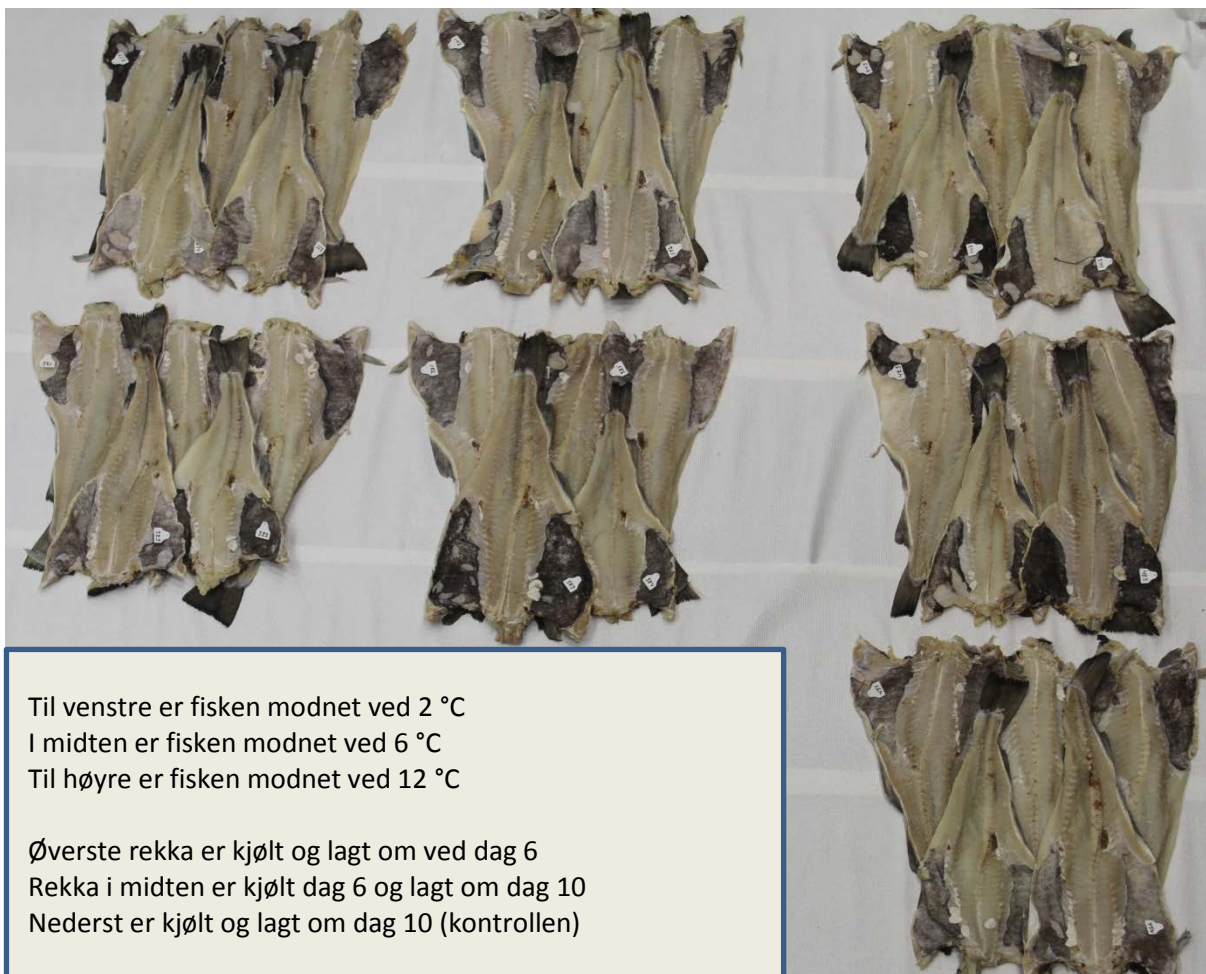 Til venstre er fisken modnet ved 2 °C
I midten er fisken modnet ved 6 °C
Til høyre er fisken modnet ved 12 °C
Øverste rekka er kjølt og lagt om ved dag 6
Rekka i midten er kjølt dag 6 og lagt om dag 10
Nederst er kjølt og lagt om dag 10 (kontrollen)